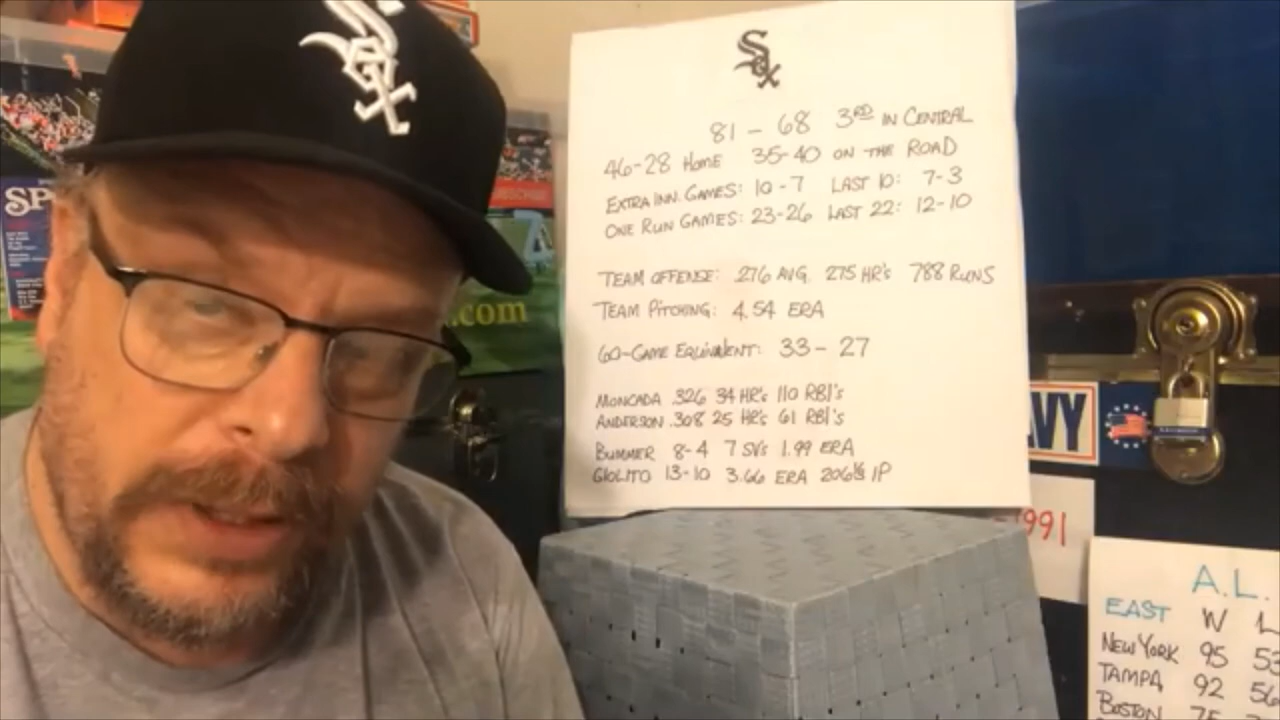 Sox
SP
.com
Sox
81 - 68 3RD IN CENTRAL
46-28 HOME 35-40 ON THE ROAD
EXTRA INN. GAMES: 10-7 LAST 10: 7-3
ONE RUN GAMES: 23-26 LAST 22: 12-10
TEAM OFFENSE: .276 AVG. 275 HR's 788 RUNS
TEAM PITCHING: 4.54 ERA
60-GAME EQUIVALENT: 33-27
MONCADA .326 34 HR's 110 RBI's
ANDERSON .308 25 HR's 61 RBI's
BUMMER 8-4 7 SV's 1.99 ERA
GIOLITO 13-10 3.66 ERA 206⅓ IP
AVY
1991
A.L.
EAST W L
NEW YORK 95 53
TAMPA 92 56
BOSTON 75